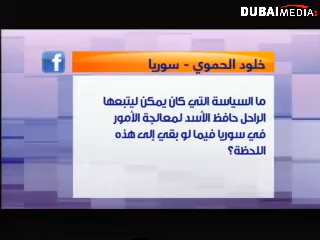 DUBAIMEDIA
خلود الحموي - سوريا
ما السياسة التي كان يمكن ليتبعها
الراحل حافظ الأسد لمعالجة الأمور
في سوريا فيما لو بقي إلى هذه
اللحظة؟